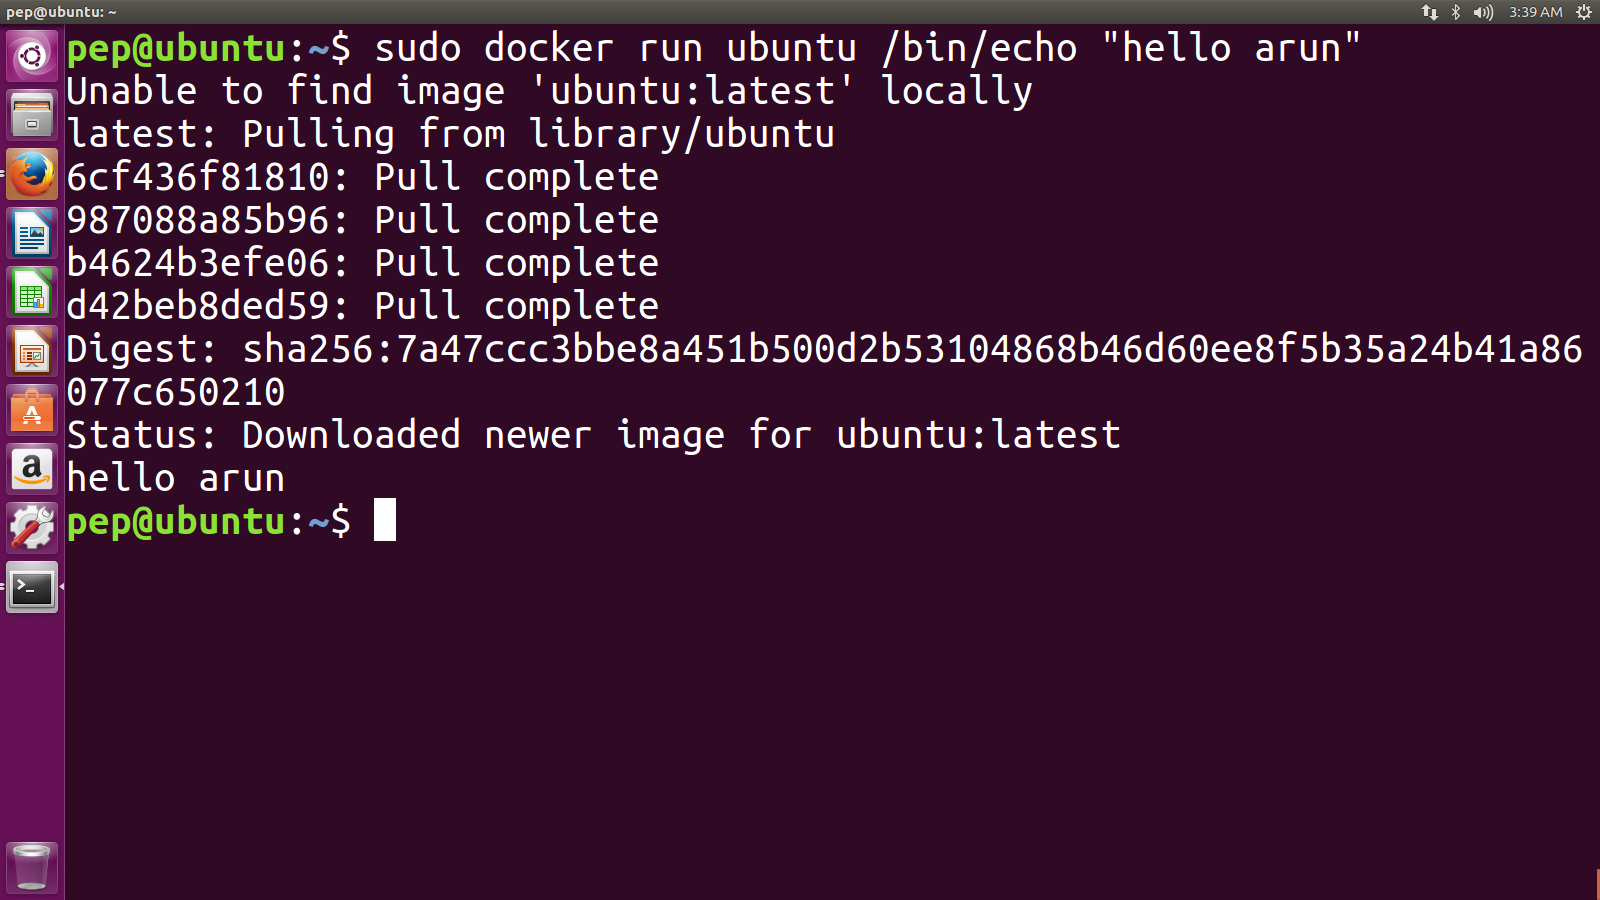 pep@ubuntu: ~
3:39 AM
pep@ubuntu:~$ sudo docker run ubuntu /bin/echo "hello arun"
Unable to find image 'ubuntu:latest' locally
latest: Pulling from library/ubuntu
6cf436f81810: Pull complete
987088a85b96: Pull complete
b4624b3efe06: Pull complete
d42beb8ded59: Pull complete
Digest: sha256:7a47ccc3bbe8a451b500d2b53104868b46d60ee8f5b35a24b41a86
077c650210
Status: Downloaded newer image for ubuntu:latest
hello arun
pep@ubuntu:~$